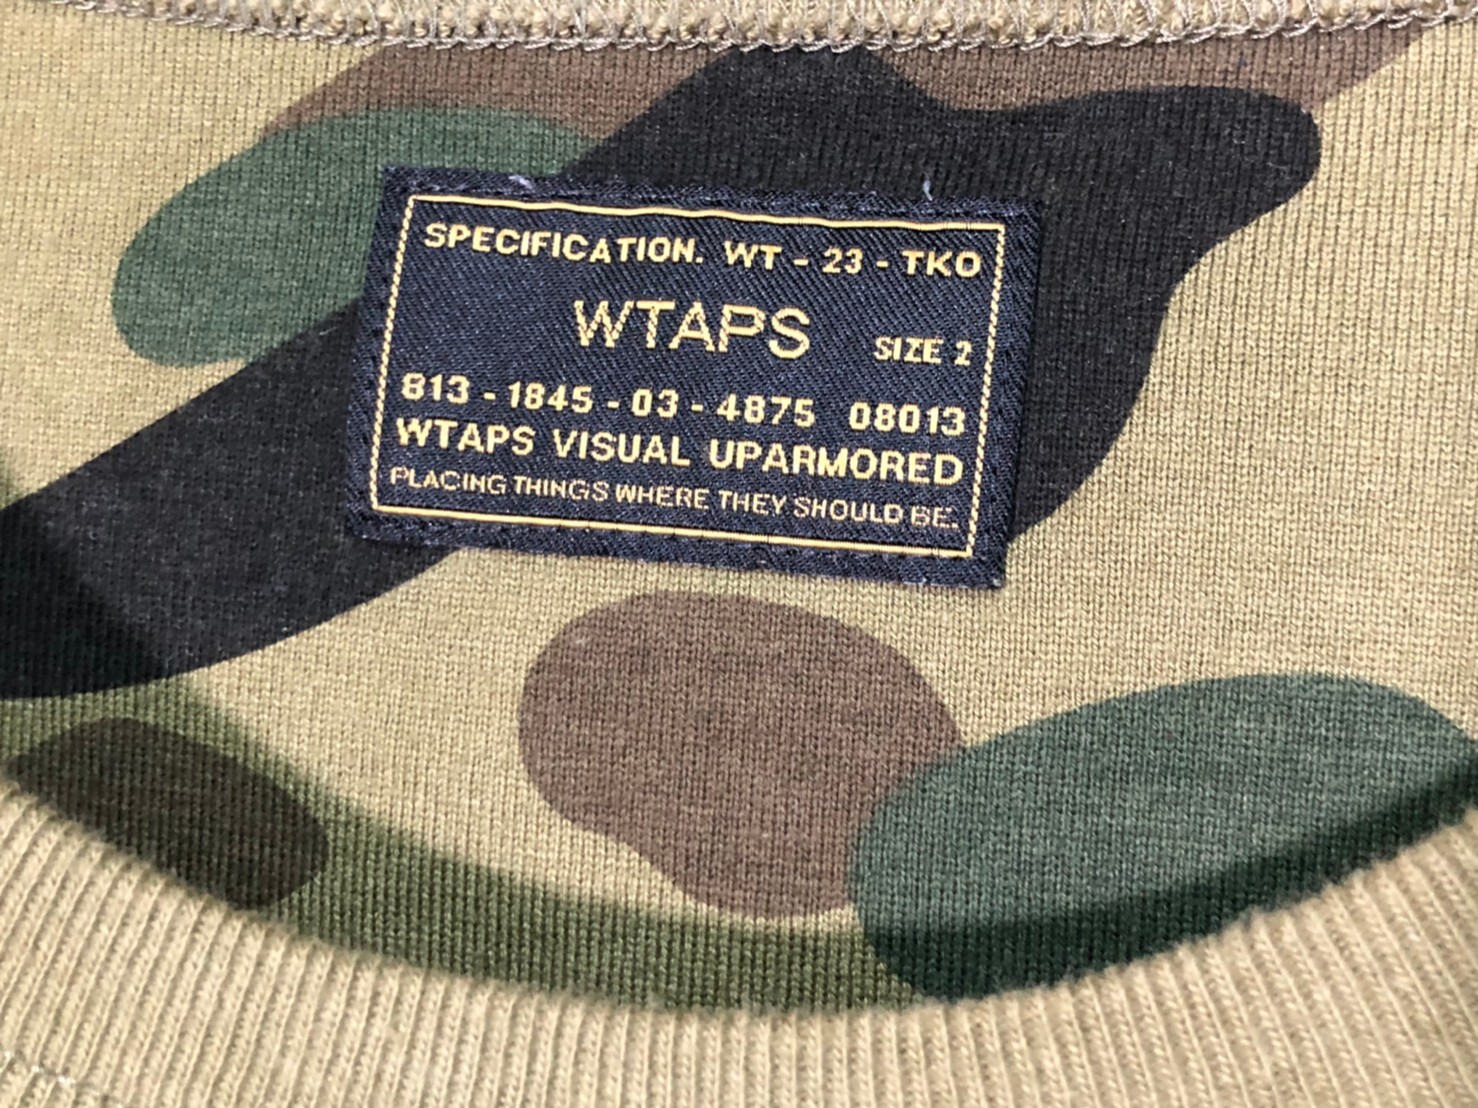 SPECIFICATION. WT - 23 - TKO
WTAPS SIZE 2
813 - 1845 - 03 - 4875 08013
WTAPS VISUAL UPARMORED
PLACING THINGS WHERE THEY SHOULD BE.